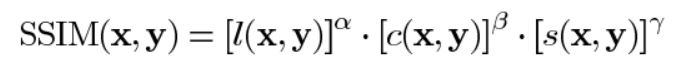 SSIM(x, y) = [l(x, y)]^α · [c(x, y)]^β · [s(x, y)]^γ